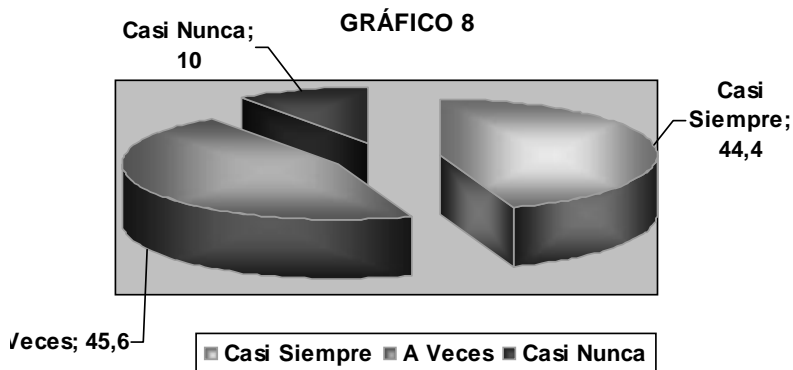 GRÁFICO 8
Casi Nunca;
10
Casi
Siempre;
44,4
Veces; 45,6
Casi Siempre A Veces Casi Nunca